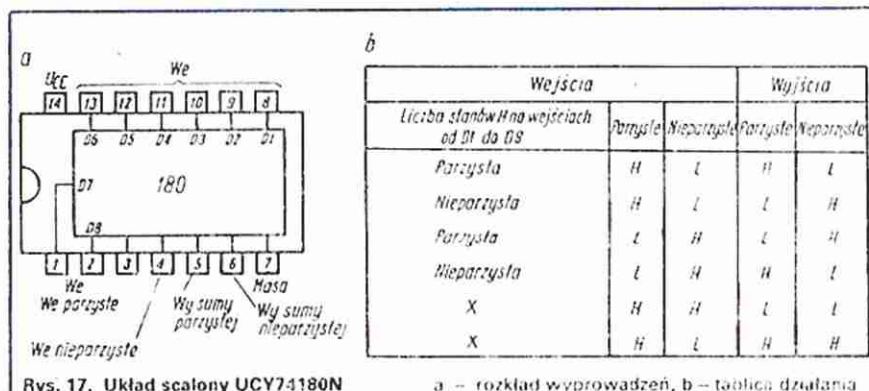 a
UCC
We
14 13 12 11 10 9 8
D6 D5 D4 D3 D2 D1
D7
180
D8
1 2 3 4 5 6 7
We
We parzyste
We nieparzyste
Wy sumy parzystej
Wy sumy nieparzystej
Masa
b
Wejścia Wyjścia
Liczba stanów H na wejściach od D1 do D8 Parzyste Nieparzyste Parzyste Nieparzyste
Parzysta H L H L
Nieparzysta H L L H
Parzysta L H L H
Nieparzysta L H H L
X H H L L
X H L H H
Rys. 17. Układ scalony UCY74180N
a – rozkład wyprowadzeń, b – tablica działania